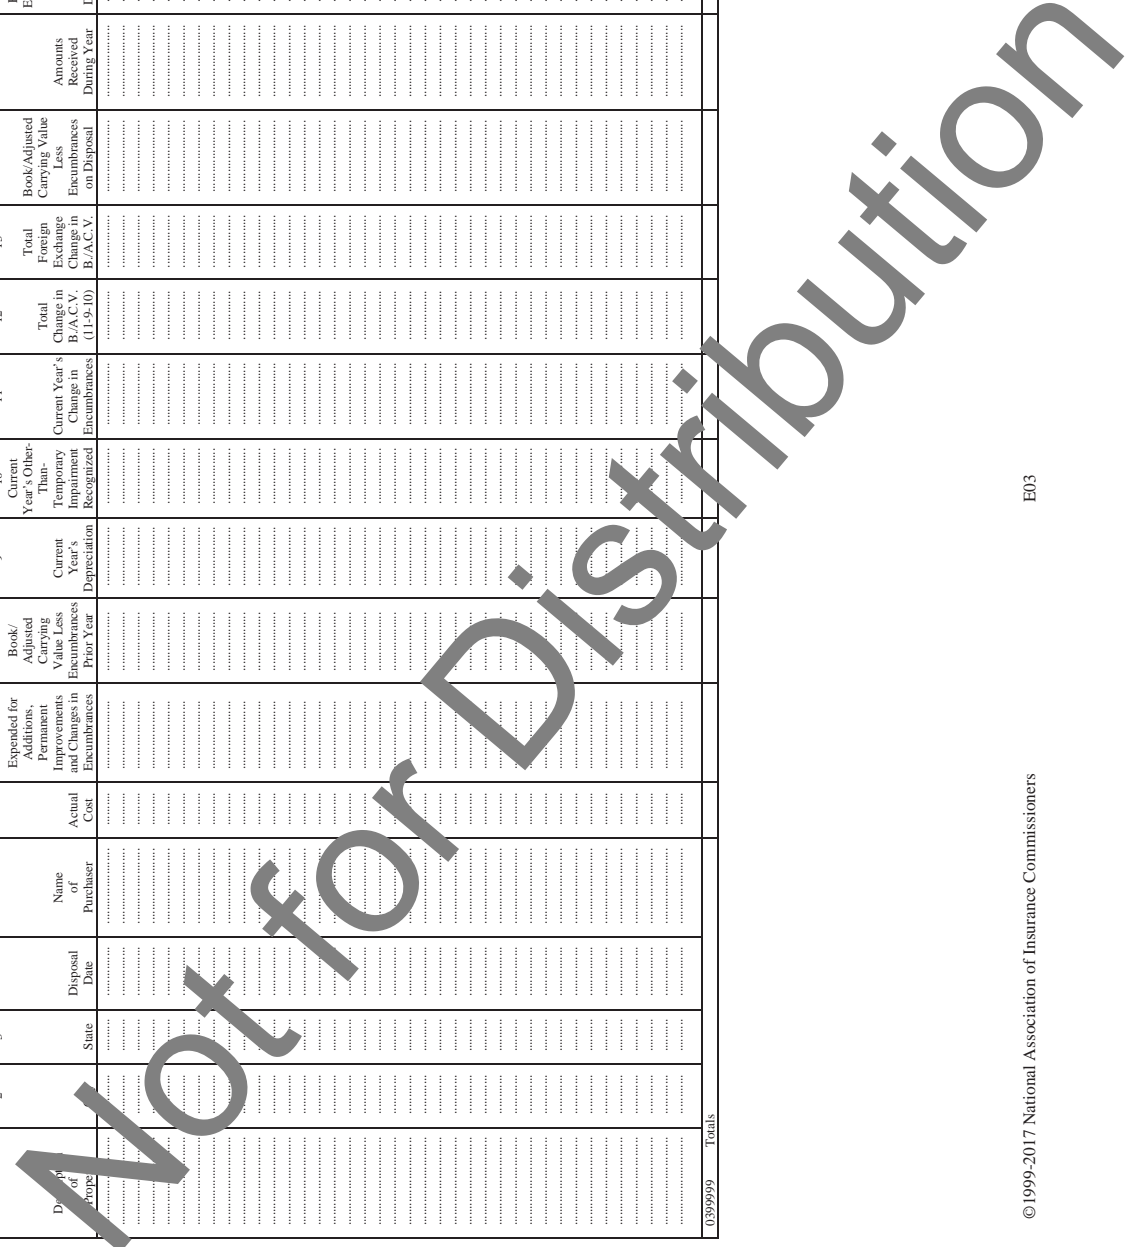 State
Disposal
Date
Name
of
Purchaser
Actual
Cost
Expended for
Additions,
Permanent
Improvements
and Changes in
Encumbrances
Book/
Adjusted
Carrying
Value Less
Encumbrances
Prior Year
Current
Year's
Depreciation
Current
Year's Other-
Than-
Temporary
Impairment
Recognized
Current Year's
Change in
Encumbrances
Total
Change in
B./A.C.V.
(11-9-10)
Total
Foreign
Exchange
Change in
B./A.C.V.
Book/Adjusted
Carrying Value
Less
Encumbrances
on Disposal
Amounts
Received
During Year
of
0399999 Totals
©1999-2017 National Association of Insurance Commissioners E03
Not for Distribution